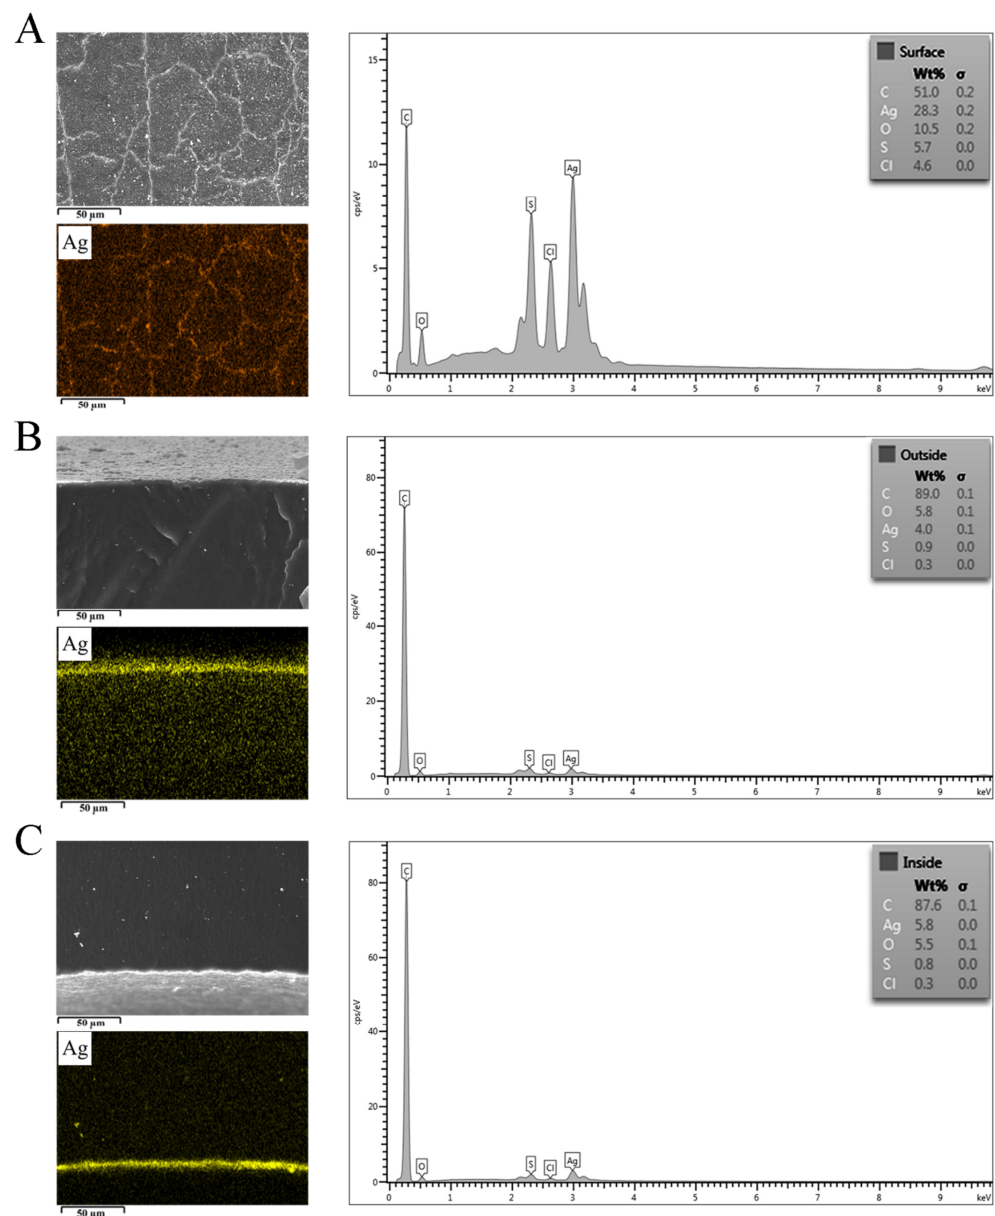 A
50 µm
Ag
50 µm
cps/eV
15
10
5
0
C
O
S
Cl
Ag
1 2 3 4 5 6 7 8 9 keV
Surface
Wt% σ
C 51.0 0.2
Ag 28.3 0.2
O 10.5 0.2
S 5.7 0.0
Cl 4.6 0.0
B
50 µm
Ag
50 µm
cps/eV
80
60
40
20
0
C
O
S
Cl
Ag
0 1 2 3 4 5 6 7 8 9 keV
Outside
Wt% σ
C 89.0 0.1
O 5.8 0.1
Ag 4.0 0.1
S 0.9 0.0
Cl 0.3 0.0
C
50 µm
Ag
50 µm
cps/eV
80
60
40
20
0
C
O
S
Cl
Ag
0 1 2 3 4 5 6 7 8 9 keV
Inside
Wt% σ
C 87.6 0.1
Ag 5.8 0.0
O 5.5 0.1
S 0.8 0.0
Cl 0.3 0.0